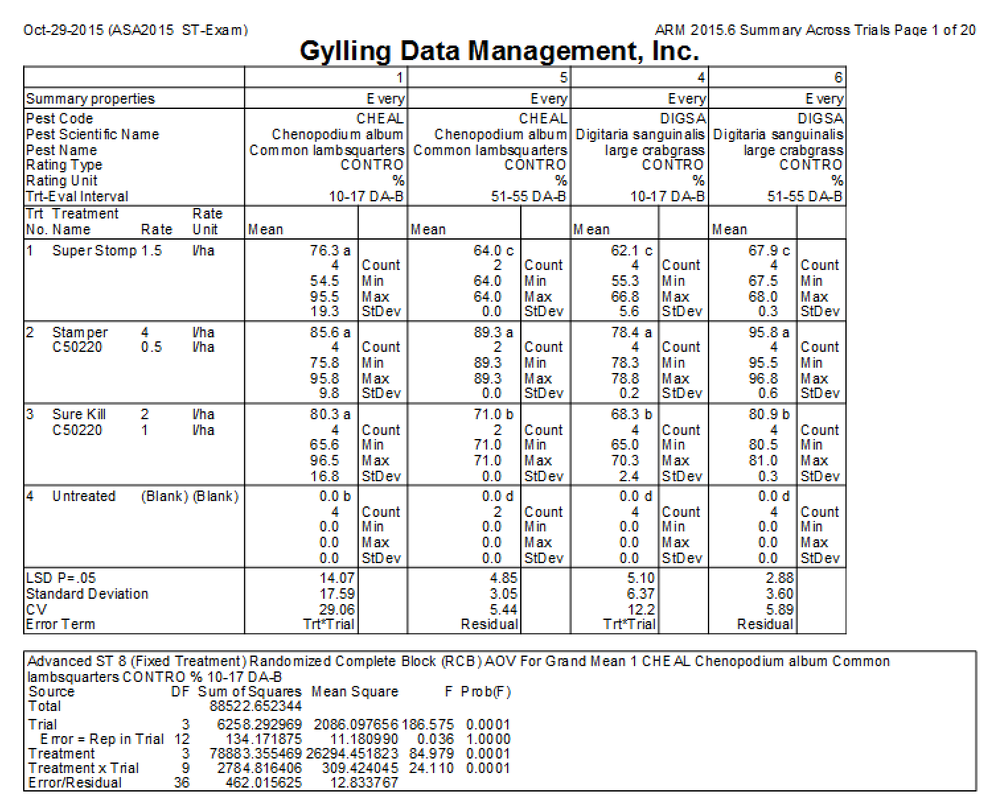 Oct-29-2015 (ASA2015 ST-Exam) ARM 2015.6 Summary Across Trials Page 1 of 20
Gylling Data Management, Inc.
1 5 4 6
Summary properties Every Every Every Every
Pest Code CHEAL CHEAL DIGSA DIGSA
Pest Scientific Name Chenopodium album Chenopodium album Digitaria sanguinalis Digitaria sanguinalis
Pest Name Common lambsquarters Common lambsquarters large crabgrass large crabgrass
Rating Type CONTRO CONTRO CONTRO CONTRO
Rating Unit % % % %
Trt-Eval Interval 10-17 DA-B 51-55 DA-B 10-17 DA-B 51-55 DA-B
Trt Treatment Rate
No. Name Rate Unit Mean Mean Mean Mean
1 Super Stomp 1.5 l/ha 76.3 a 64.0 c 62.1 c 67.9 c
4 Count 2 Count 4 Count 4 Count
54.5 Min 64.0 Min 55.3 Min 67.5 Min
95.5 Max 64.0 Max 66.8 Max 68.0 Max
19.3 StDev 0.0 StDev 5.6 StDev 0.3 StDev
2 Stamper 4 l/ha 85.6 a 89.3 a 78.4 a 95.8 a
C50220 0.5 l/ha 4 Count 2 Count 4 Count 4 Count
75.8 Min 89.3 Min 78.3 Min 95.5 Min
95.8 Max 89.3 Max 78.8 Max 96.8 Max
9.8 StDev 0.0 StDev 0.2 StDev 0.6 StDev
3 Sure Kill 2 l/ha 80.3 a 71.0 b 68.3 b 80.9 b
C50220 1 l/ha 4 Count 2 Count 4 Count 4 Count
65.6 Min 71.0 Min 65.0 Min 80.5 Min
96.5 Max 71.0 Max 70.3 Max 81.0 Max
16.8 StDev 0.0 StDev 2.4 StDev 0.3 StDev
4 Untreated (Blank) (Blank) 0.0 b 0.0 d 0.0 d 0.0 d
4 Count 2 Count 4 Count 4 Count
0.0 Min 0.0 Min 0.0 Min 0.0 Min
0.0 Max 0.0 Max 0.0 Max 0.0 Max
0.0 StDev 0.0 StDev 0.0 StDev 0.0 StDev
LSD P=.05 14.07 4.85 5.10 2.88
Standard Deviation 17.59 3.05 6.37 3.60
CV 29.06 5.44 12.2 5.89
Error Term Trt*Trial Residual Trt*Trial Residual
Advanced ST 8 (Fixed Treatment) Randomized Complete Block (RCB) AOV For Grand Mean 1 CHEAL Chenopodium album Common
lambsquarters CONTRO % 10-17 DA-B
Source DF Sum of Squares Mean Square F Prob(F)
Total 88522.652344
Trial 3 6258.292969 2086.097656 186.575 0.0001
Error = Rep in Trial 12 134.171875 11.180990 0.036 1.0000
Treatment 3 78883.355469 26294.451823 84.979 0.0001
Treatment x Trial 9 2784.816406 309.424045 24.110 0.0001
Error/Residual 36 462.015625 12.833767